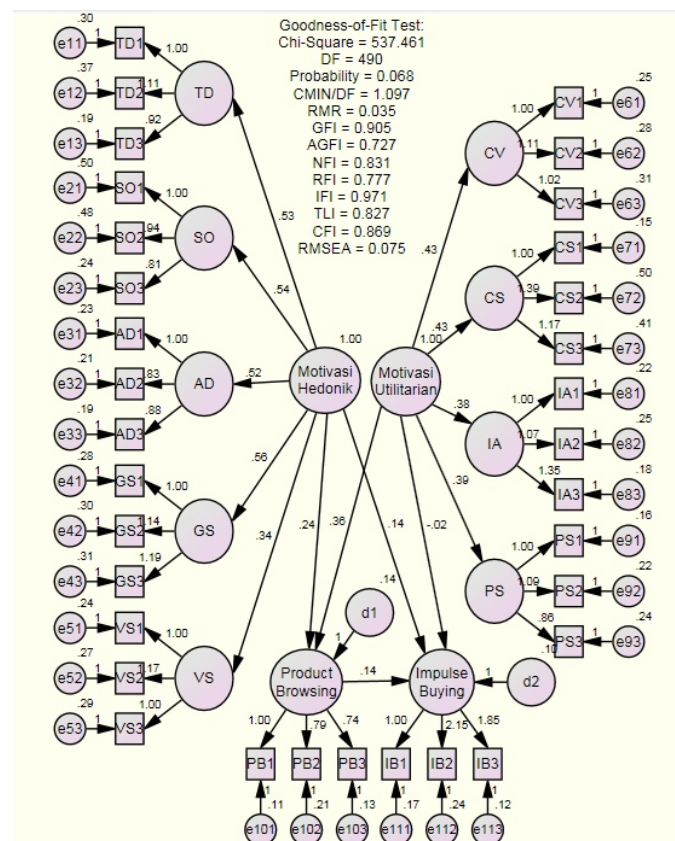 Goodness-of-Fit Test:
Chi-Square = 537.461
DF = 490
Probability = 0.068
CMIN/DF = 1.097
RMR = 0.035
GFI = 0.905
AGFI = 0.727
NFI = 0.831
RFI = 0.777
IFI = 0.971
TLI = 0.827
CFI = 0.869
RMSEA = 0.075
.30
e11 1 TD1 1.00
.37
e12 1 TD2 1.11
.19
e13 1 TD3 .92
TD
.50
e21 1 SO1 1.00
.48
e22 1 SO2 .94
.24
e23 1 SO3 .81
SO
.23
e31 1 AD1 1.00
.21
e32 1 AD2 .83
.19
e33 1 AD3 .88
AD
.28
e41 1 GS1 1.00
.30
e42 1 GS2 1.14
.31
e43 1 GS3 1.19
GS
.24
e51 1 VS1 1.00
.27
e52 1 VS2 1.17
.29
e53 1 VS3 1.00
VS
.53
.54
.52
.56
.34
1.00
Motivasi
Hedonik
1.00
Motivasi
Utilitarian
.24
.36
.14
-.02
.43
.43
.38
.39
CV
1.00 CV1 1 e61
.25
1.11 CV2 1 e62
.28
1.02 CV3 1 e63
.31
CS
1.00 CS1 1 e71
.15
1.39 CS2 1 e72
.50
1.17 CS3 1 e73
.41
IA
1.00 IA1 1 e81
.22
1.07 IA2 1 e82
.25
1.35 IA3 1 e83
.18
PS
1.00 PS1 1 e91
.16
1.09 PS2 1 e92
.22
.86 PS3 1 e93
.24
.14
d1
1
Product
Browsing
.14
Impulse
Buying
1
.10
d2
1.00 .79 .74 1.00 2.15 1.85
PB1 PB2 PB3 IB1 IB2 IB3
1 1 1 1 1 1
.11 .21 .13 .17 .24 .12
e101 e102 e103 e111 e112 e113